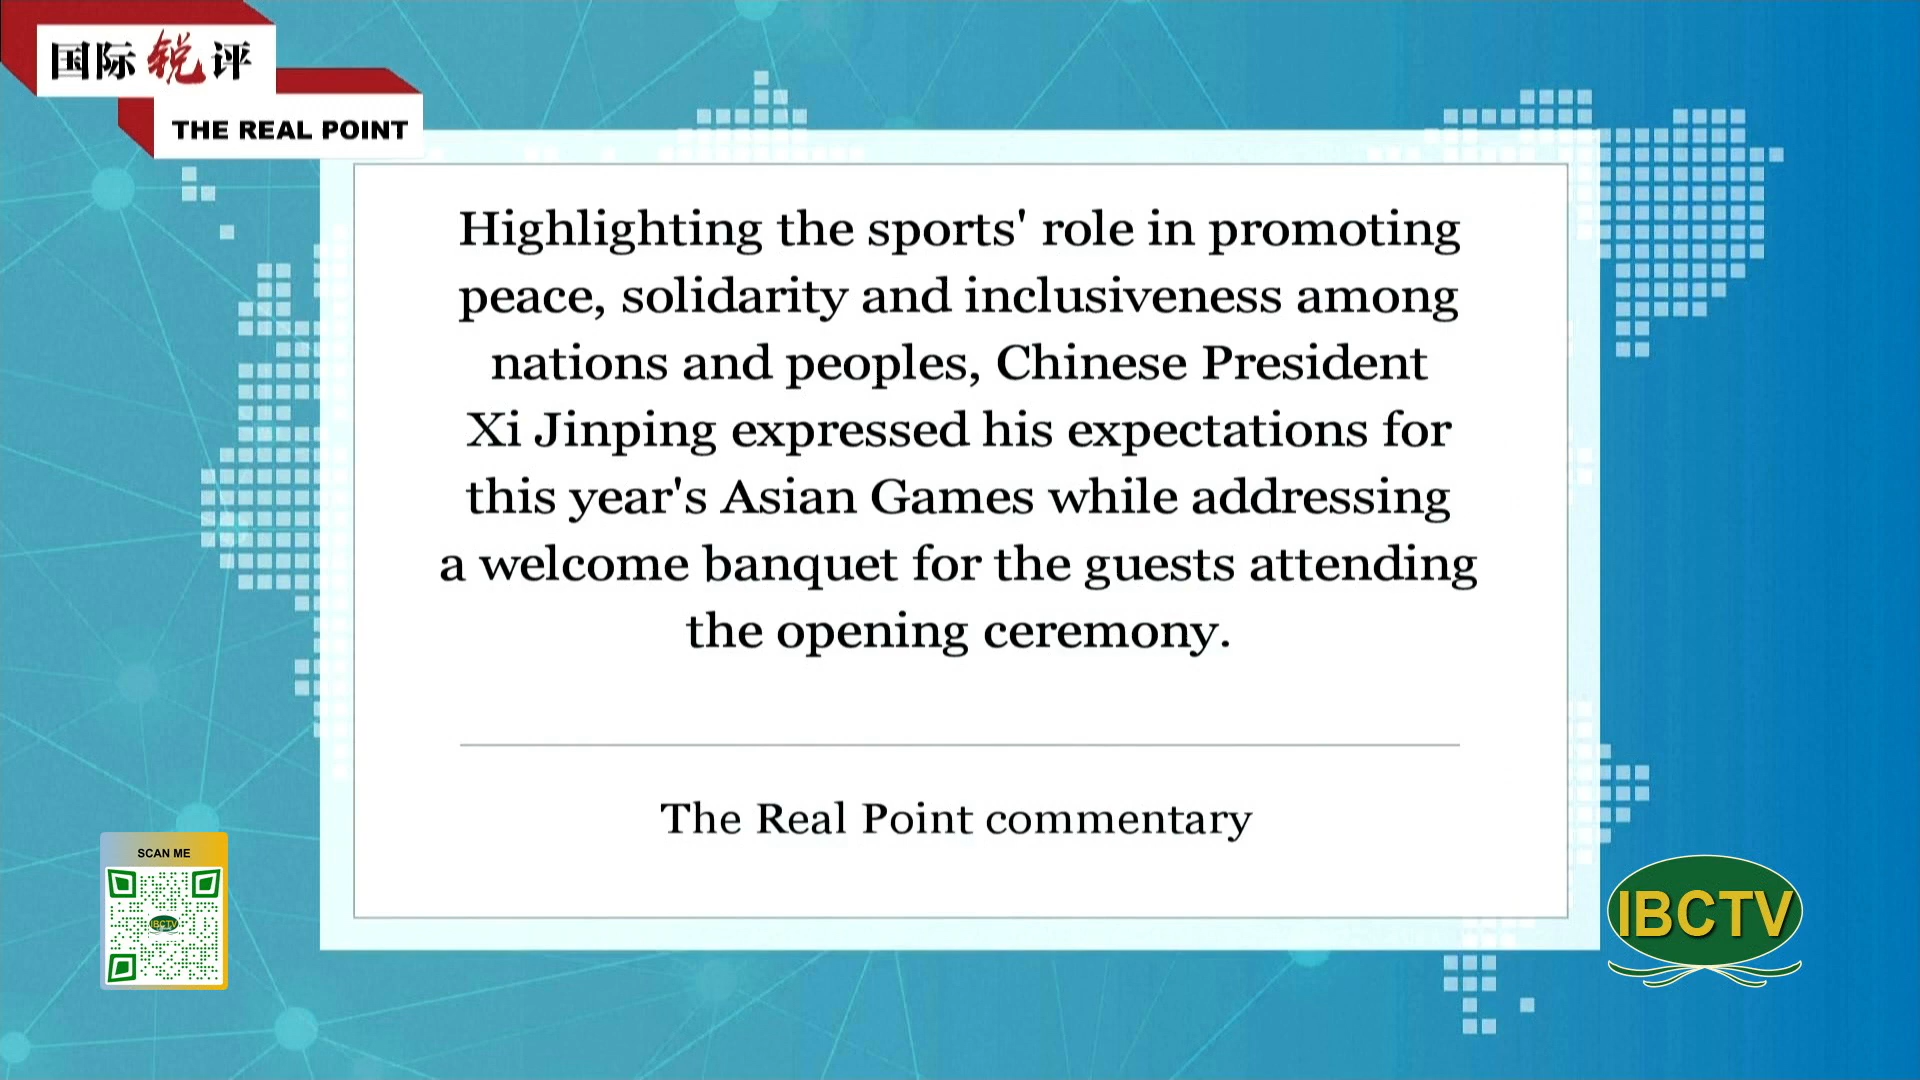 国际锐评
THE REAL POINT
Highlighting the sports' role in promoting
peace, solidarity and inclusiveness among
nations and peoples, Chinese President
Xi Jinping expressed his expectations for
this year's Asian Games while addressing
a welcome banquet for the guests attending
the opening ceremony.
The Real Point commentary
SCAN ME
IBCTV
IBCTV